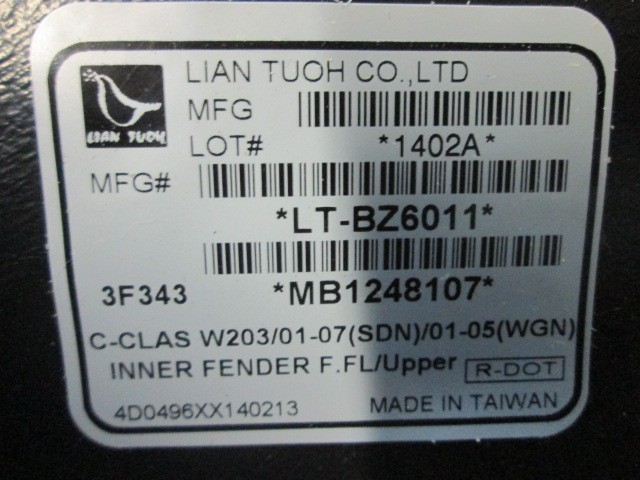 LIAN TUOH
LIAN TUOH CO.,LTD
MFG
LOT# *1402A*
MFG#
*LT-BZ6011*
3F343 *MB1248107*
C-CLAS W203/01-07(SDN)/01-05(WGN)
INNER FENDER F.FL/Upper R-DOT
4D0496XX140213 MADE IN TAIWAN